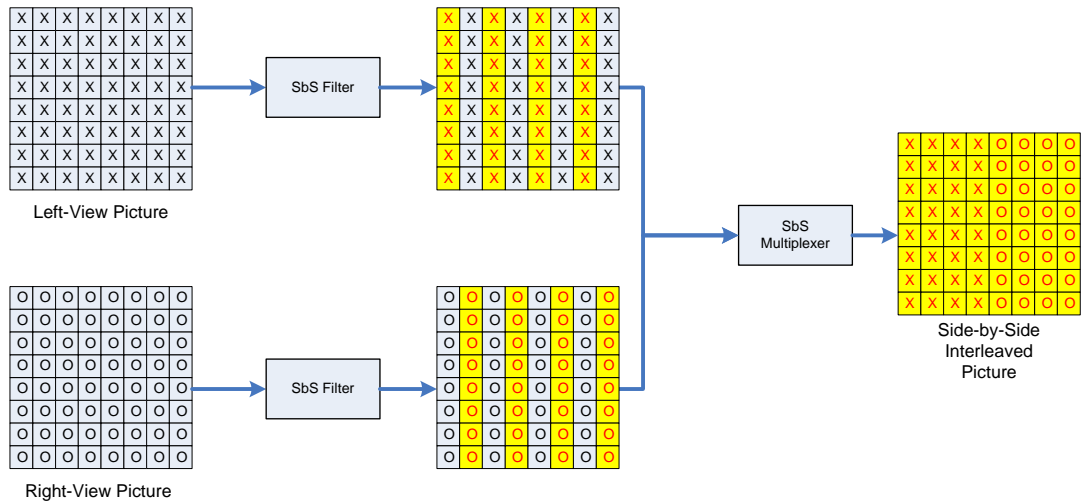 X X X X X X X X
X X X X X X X X
X X X X X X X X
X X X X X X X X
X X X X X X X X
X X X X X X X X
X X X X X X X X
X X X X X X X X
Left-View Picture
SbS Filter
X X X X X X X X
X X X X X X X X
X X X X X X X X
X X X X X X X X
X X X X X X X X
X X X X X X X X
X X X X X X X X
X X X X X X X X
O O O O O O O O
O O O O O O O O
O O O O O O O O
O O O O O O O O
O O O O O O O O
O O O O O O O O
O O O O O O O O
O O O O O O O O
Right-View Picture
SbS Filter
O O O O O O O O
O O O O O O O O
O O O O O O O O
O O O O O O O O
O O O O O O O O
O O O O O O O O
O O O O O O O O
O O O O O O O O
SbS
Multiplexer
X X X X O O O O
X X X X O O O O
X X X X O O O O
X X X X O O O O
X X X X O O O O
X X X X O O O O
X X X X O O O O
X X X X O O O O
Side-by-Side
Interleaved
Picture